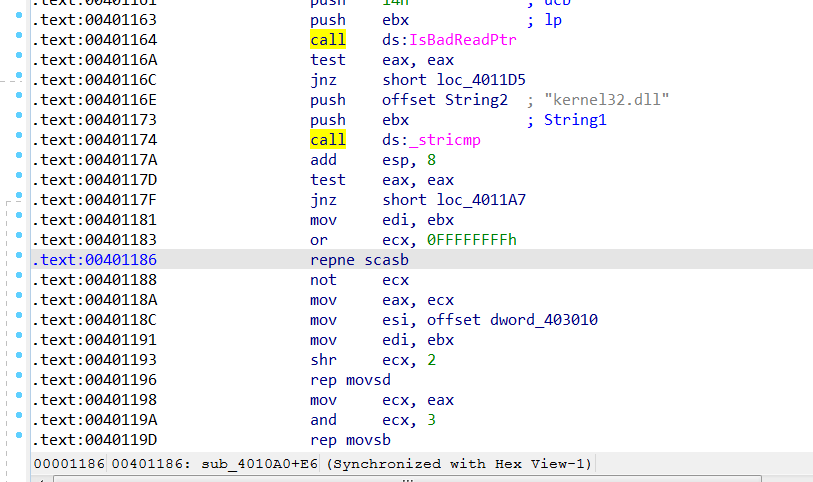 .text:00401161 push 14h ; ucb
.text:00401163 push ebx ; lp
.text:00401164 call ds:IsBadReadPtr
.text:0040116A test eax, eax
.text:0040116C jnz short loc_4011D5
.text:0040116E push offset String2 ; "kernel32.dll"
.text:00401173 push ebx ; String1
.text:00401174 call ds:_stricmp
.text:0040117A add esp, 8
.text:0040117D test eax, eax
.text:0040117F jnz short loc_4011A7
.text:00401181 mov edi, ebx
.text:00401183 or ecx, 0FFFFFFFFh
.text:00401186 repne scasb
.text:00401188 not ecx
.text:0040118A mov eax, ecx
.text:0040118C mov esi, offset dword_403010
.text:00401191 mov edi, ebx
.text:00401193 shr ecx, 2
.text:00401196 rep movsd
.text:00401198 mov ecx, eax
.text:0040119A and ecx, 3
.text:0040119D rep movsb
00001186 00401186: sub_4010A0+E6 (Synchronized with Hex View-1)